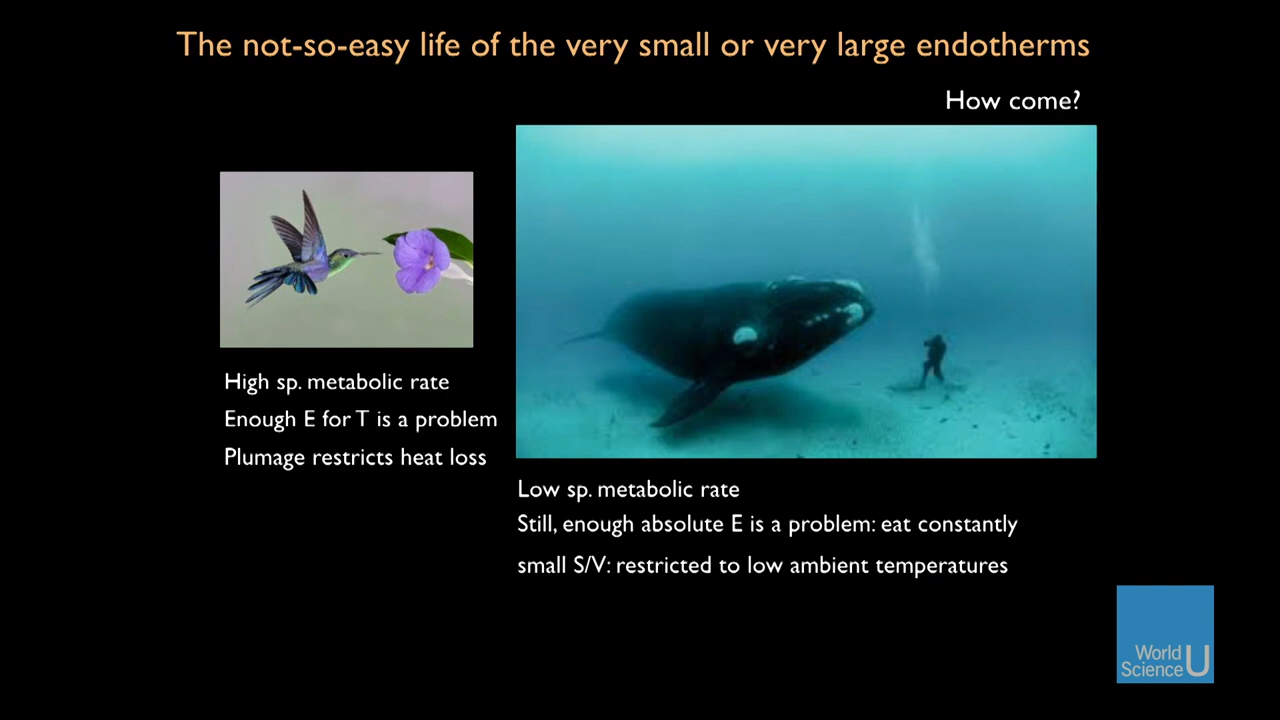 The not-so-easy life of the very small or very large endotherms
How come?
High sp. metabolic rate
Enough E for T is a problem
Plumage restricts heat loss
Low sp. metabolic rate
Still, enough absolute E is a problem: eat constantly
small S/V: restricted to low ambient temperatures
World
Science U